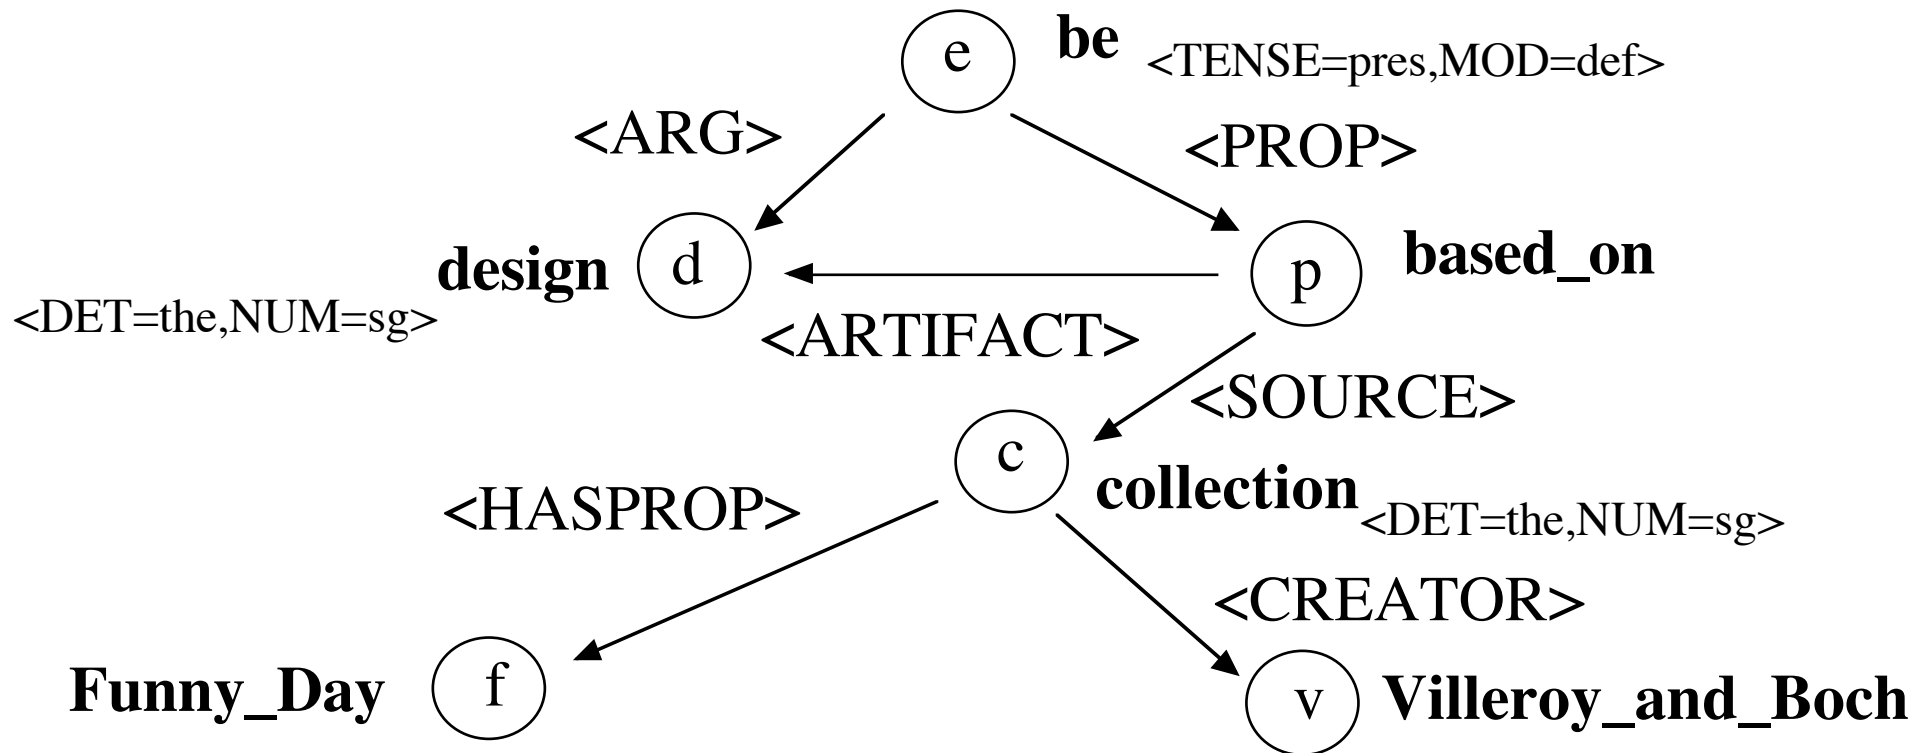 e be <TENSE=pres,MOD=def>
<ARG> <PROP>
design d p based_on
<DET=the,NUM=sg> <ARTIFACT>
<SOURCE>
c
<HASPROP> collection <DET=the,NUM=sg>
<CREATOR>
Funny_Day f v Villeroy_and_Boch